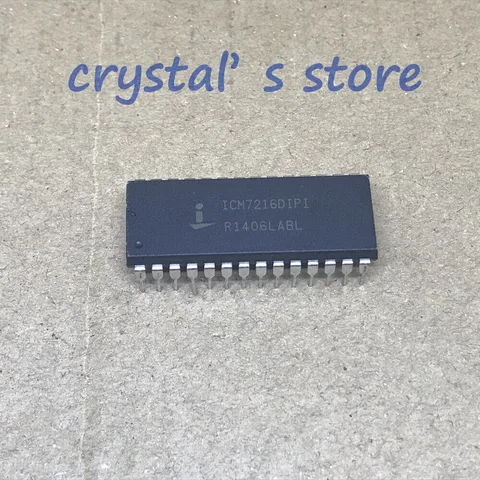 crystal’ s store
ICM7216DIPI
R1406LABL